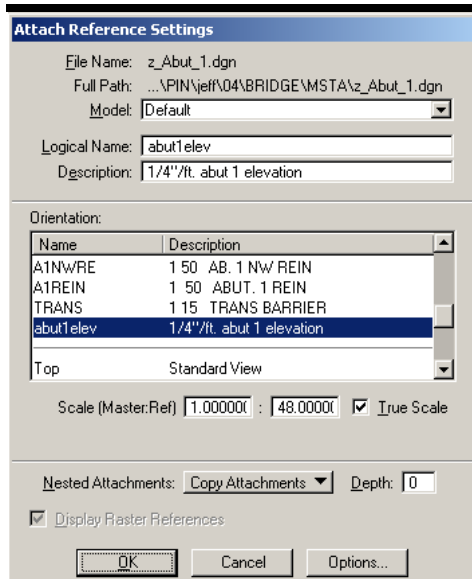 Attach Reference Settings
File Name: z_Abut_1.dgn
Full Path: ...\PIN\jeff\04\BRIDGE\MSTA\z_Abut_1.dgn
Model: Default
Logical Name: abut1elev
Description: 1/4"/ft. abut 1 elevation
Orientation:
Name Description
A1NWRE 1 50 AB. 1 NW REIN
A1REIN 1 50 ABUT. 1 REIN
TRANS 1 15 TRANS BARRIER
abut1elev 1/4"/ft. abut 1 elevation
Top Standard View
Scale (Master:Ref) 1.00000( : 48.0000( True Scale
Nested Attachments: Copy Attachments Depth: 0
Display Raster References
OK Cancel Options...